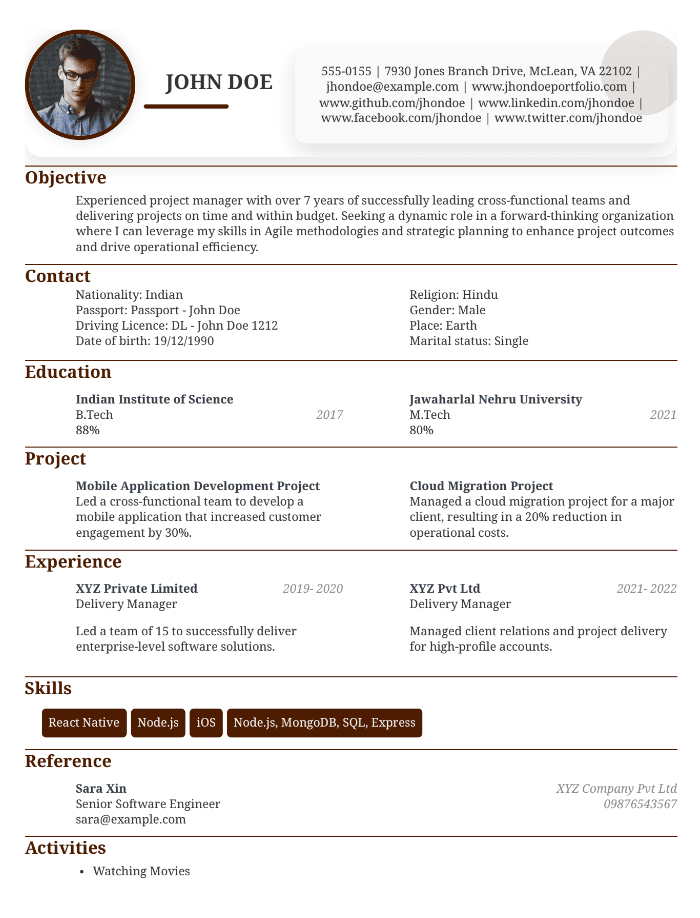 JOHN DOE
555-0155 | 7930 Jones Branch Drive, McLean, VA 22102 |
jhondoe@example.com | www.jhondoeportfolio.com |
www.github.com/jhondoe | www.linkedin.com/jhondoe |
www.facebook.com/jhondoe | www.twitter.com/jhondoe
Objective
Experienced project manager with over 7 years of successfully leading cross-functional teams and
delivering projects on time and within budget. Seeking a dynamic role in a forward-thinking organization
where I can leverage my skills in Agile methodologies and strategic planning to enhance project outcomes
and drive operational efficiency.
Contact
Nationality: Indian
Passport: Passport - John Doe
Driving Licence: DL - John Doe 1212
Date of birth: 19/12/1990
Religion: Hindu
Gender: Male
Place: Earth
Marital status: Single
Education
Indian Institute of Science
B.Tech 2017
88%
Jawaharlal Nehru University
M.Tech 2021
80%
Project
Mobile Application Development Project
Led a cross-functional team to develop a
mobile application that increased customer
engagement by 30%.
Cloud Migration Project
Managed a cloud migration project for a major
client, resulting in a 20% reduction in
operational costs.
Experience
XYZ Private Limited 2019- 2020
Delivery Manager
Led a team of 15 to successfully deliver
enterprise-level software solutions.
XYZ Pvt Ltd 2021- 2022
Delivery Manager
Managed client relations and project delivery
for high-profile accounts.
Skills
React Native Node.js iOS Node.js, MongoDB, SQL, Express
Reference
Sara Xin XYZ Company Pvt Ltd
Senior Software Engineer 09876543567
sara@example.com
Activities
• Watching Movies